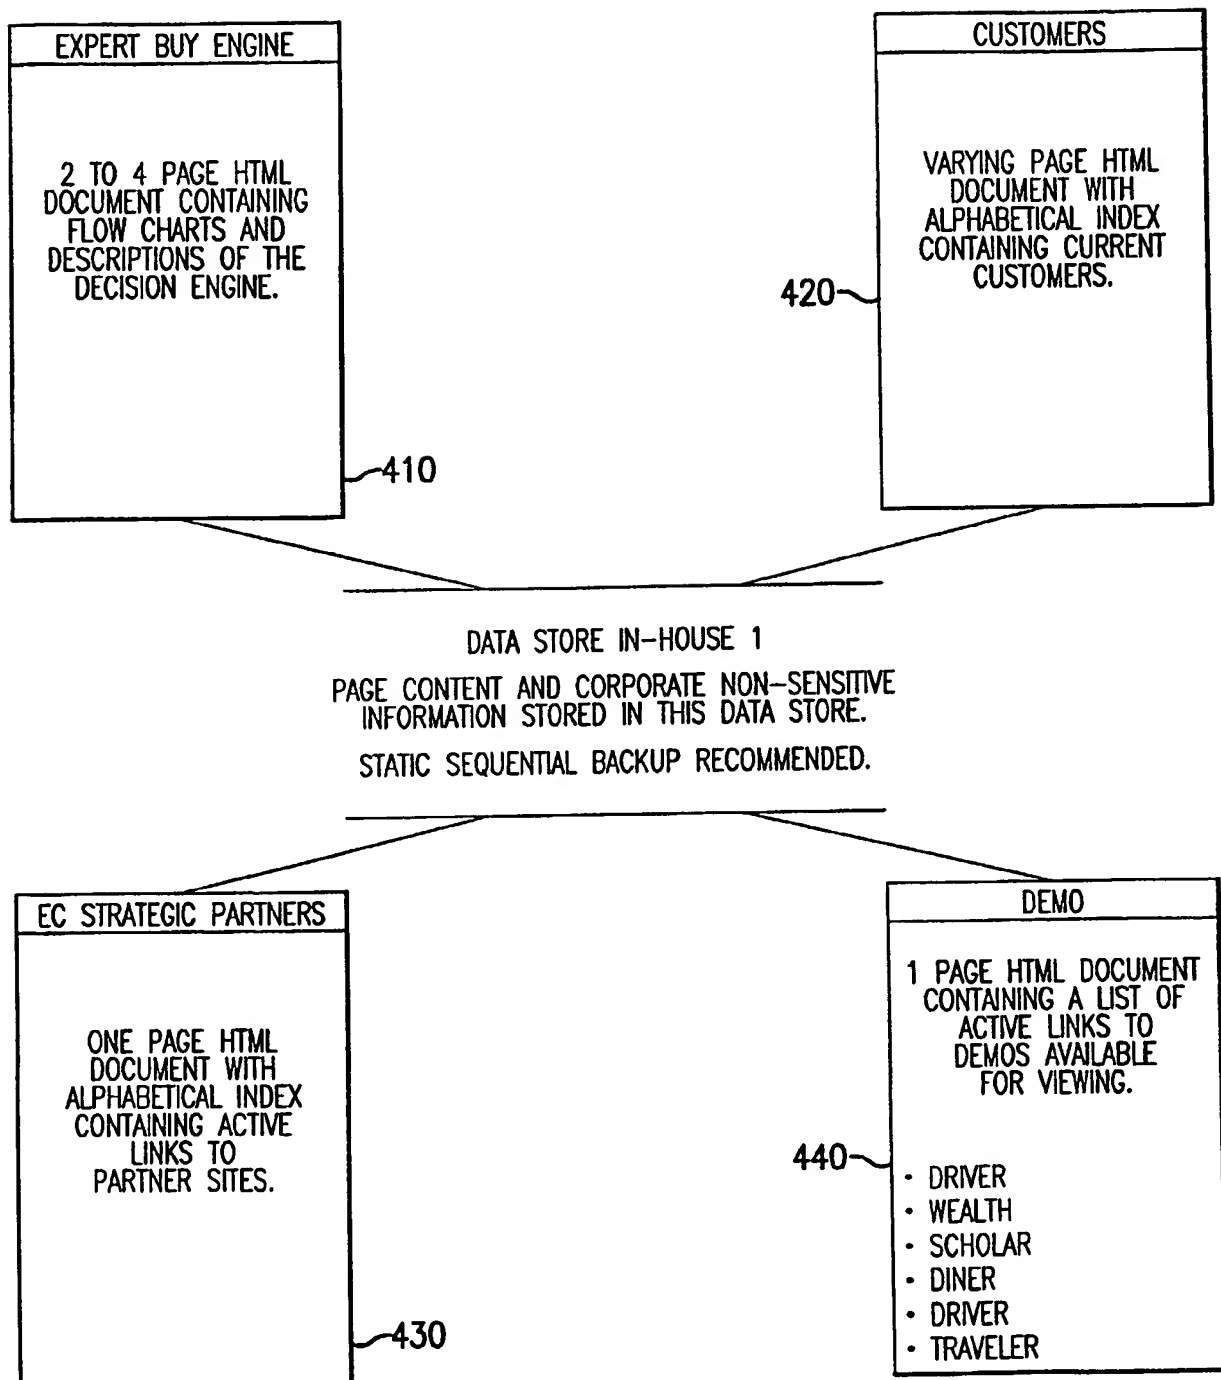 EXPERT BUY ENGINE
2 TO 4 PAGE HTML
DOCUMENT CONTAINING
FLOW CHARTS AND
DESCRIPTIONS OF THE
DECISION ENGINE.
410
CUSTOMERS
VARYING PAGE HTML
DOCUMENT WITH
ALPHABETICAL INDEX
CONTAINING CURRENT
CUSTOMERS.
420
DATA STORE IN-HOUSE 1
PAGE CONTENT AND CORPORATE NON-SENSITIVE
INFORMATION STORED IN THIS DATA STORE.
STATIC SEQUENTIAL BACKUP RECOMMENDED.
EC STRATEGIC PARTNERS
ONE PAGE HTML
DOCUMENT WITH
ALPHABETICAL INDEX
CONTAINING ACTIVE
LINKS TO
PARTNER SITES.
430
DEMO
1 PAGE HTML DOCUMENT
CONTAINING A LIST OF
ACTIVE LINKS TO
DEMOS AVAILABLE
FOR VIEWING.
440
• DRIVER
• WEALTH
• SCHOLAR
• DINER
• DRIVER
• TRAVELER